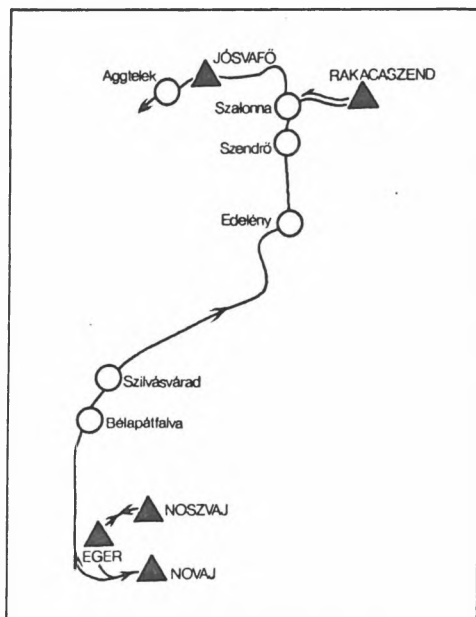 JÓSVAFŐ
Aggtelek
RAKACASZEND
Szalonna
Szendrő
Edelény
Szilvásvárad
Bélapátfalva
NOSZVAJ
EGER
NOVAJ